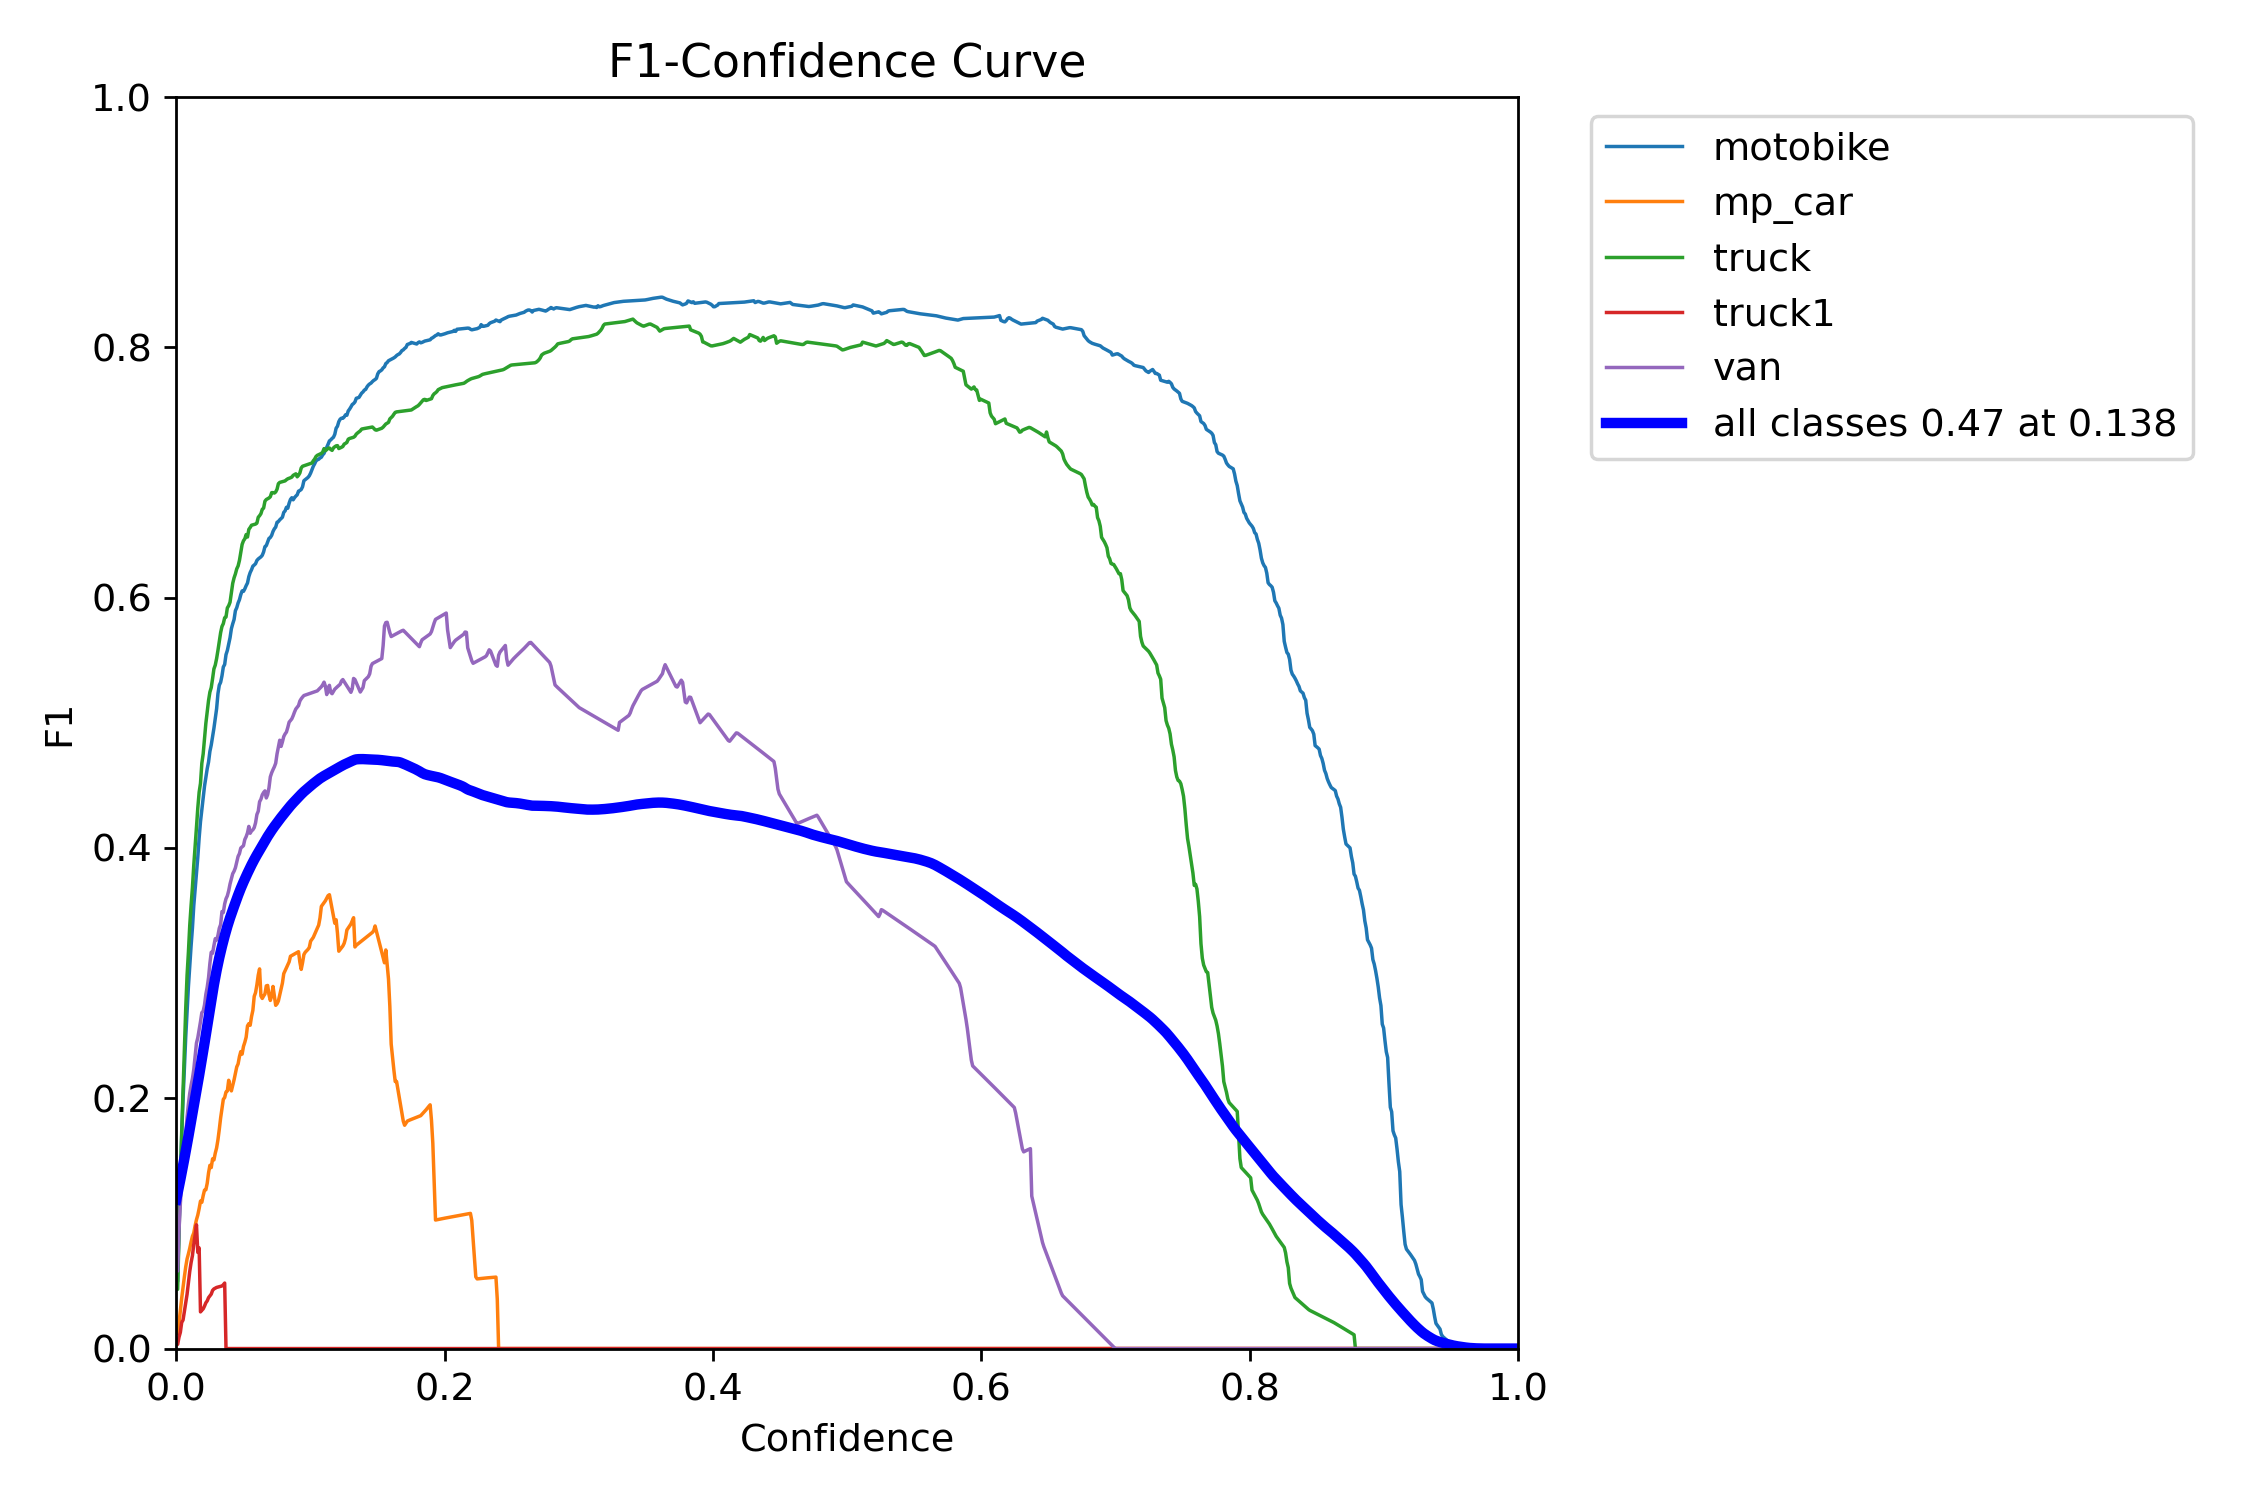 F1-Confidence Curve
1.0
0.8
0.6
0.4
0.2
0.0
F1
0.0 0.2 0.4 0.6 0.8 1.0
Confidence
motobike
mp_car
truck
truck1
van
all classes 0.47 at 0.138